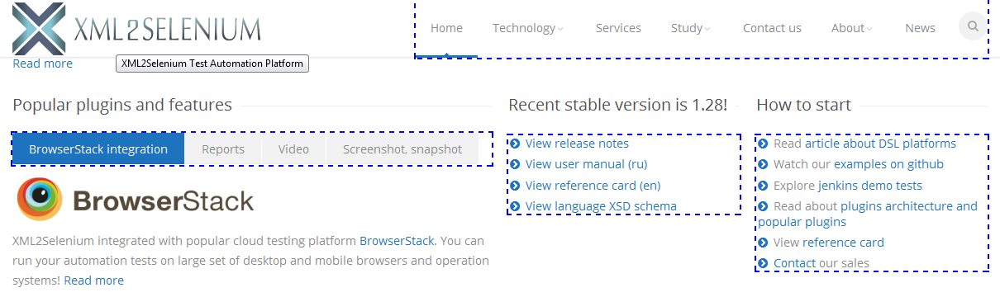 XML2SELENIUM
Home Technology Services Study Contact us About News
Read more
XML2Selenium Test Automation Platform
Popular plugins and features
BrowserStack integration Reports Video Screenshot, snapshot
BrowserStack
XML2Selenium integrated with popular cloud testing platform BrowserStack. You can
run your automation tests on large set of desktop and mobile browsers and operation
systems! Read more
Recent stable version is 1.28!
View release notes
View user manual (ru)
View reference card (en)
View language XSD schema
How to start
Read article about DSL platforms
Watch our examples on github
Explore jenkins demo tests
Read about plugins architecture and
popular plugins
View reference card
Contact our sales